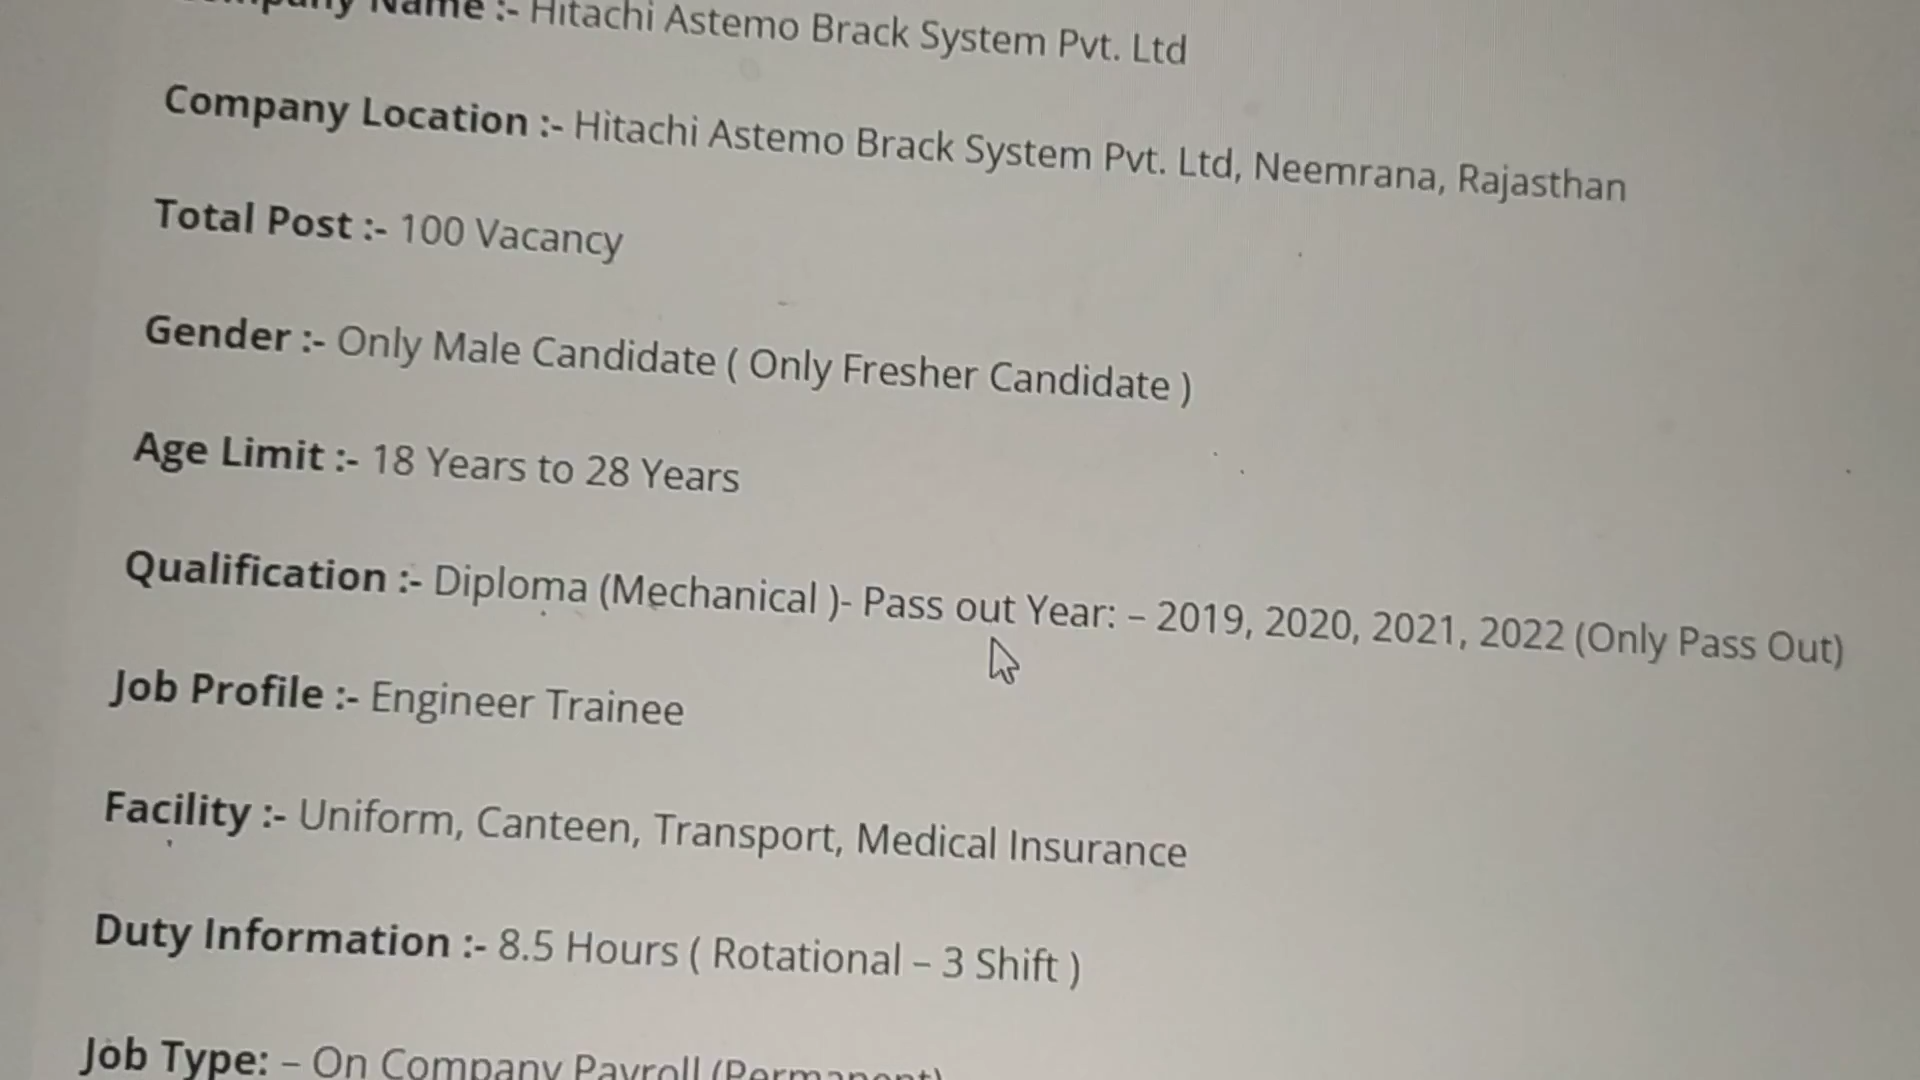 Company Name :- Hitachi Astemo Brack System Pvt. Ltd
Company Location :- Hitachi Astemo Brack System Pvt. Ltd, Neemrana, Rajasthan
Total Post :- 100 Vacancy
Gender :- Only Male Candidate ( Only Fresher Candidate )
Age Limit :- 18 Years to 28 Years
Qualification :- Diploma (Mechanical )- Pass out Year: – 2019, 2020, 2021, 2022 (Only Pass Out)
Job Profile :- Engineer Trainee
Facility :- Uniform, Canteen, Transport, Medical Insurance
Duty Information :- 8.5 Hours ( Rotational – 3 Shift )
Job Type: – On Company Payroll (Permanent)